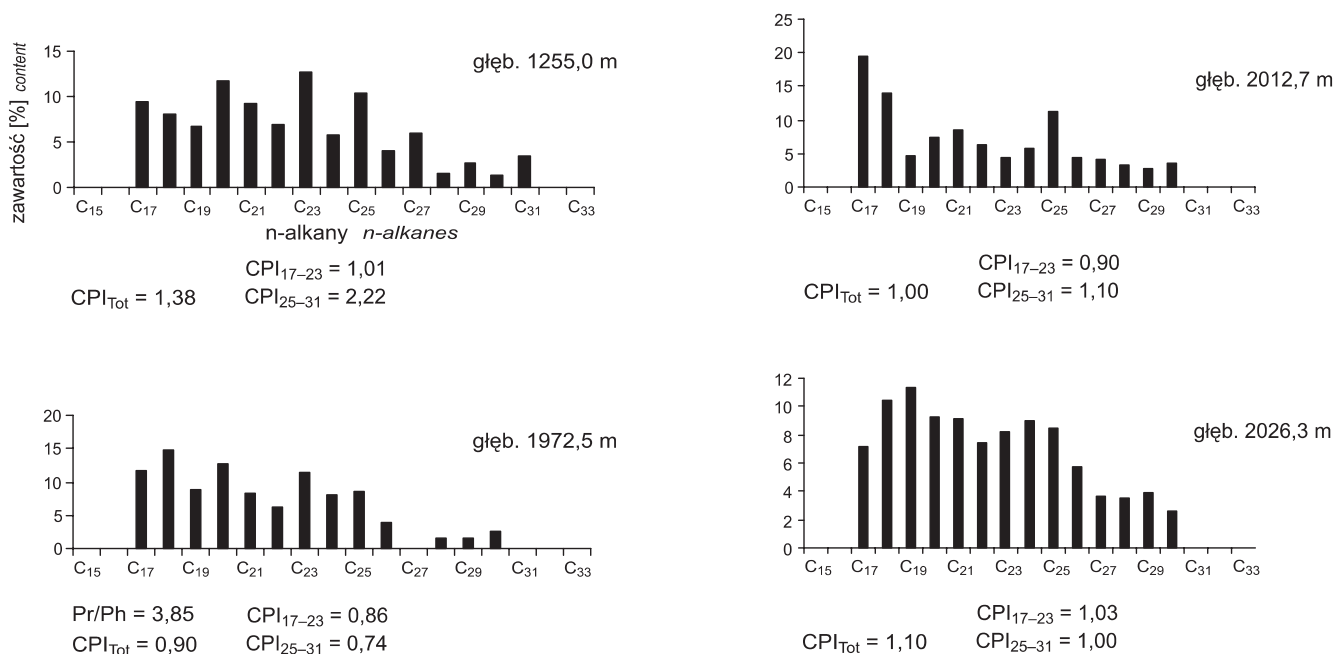 zawartość [%] content
15
10
5
0
głęb. 1255,0 m
C15 C17 C19 C21 C23 C25 C27 C29 C31 C33
n-alkany n-alkanes
CPI17–23 = 1,01
CPITot = 1,38 CPI25–31 = 2,22
25
20
15
10
5
0
głęb. 2012,7 m
C15 C17 C19 C21 C23 C25 C27 C29 C31 C33
CPI17–23 = 0,90
CPITot = 1,00 CPI25–31 = 1,10
20
15
10
5
0
głęb. 1972,5 m
C15 C17 C19 C21 C23 C25 C27 C29 C31 C33
Pr/Ph = 3,85 CPI17–23 = 0,86
CPITot = 0,90 CPI25–31 = 0,74
12
10
8
6
4
2
0
głęb. 2026,3 m
C15 C17 C19 C21 C23 C25 C27 C29 C31 C33
CPI17–23 = 1,03
CPITot = 1,10 CPI25–31 = 1,00